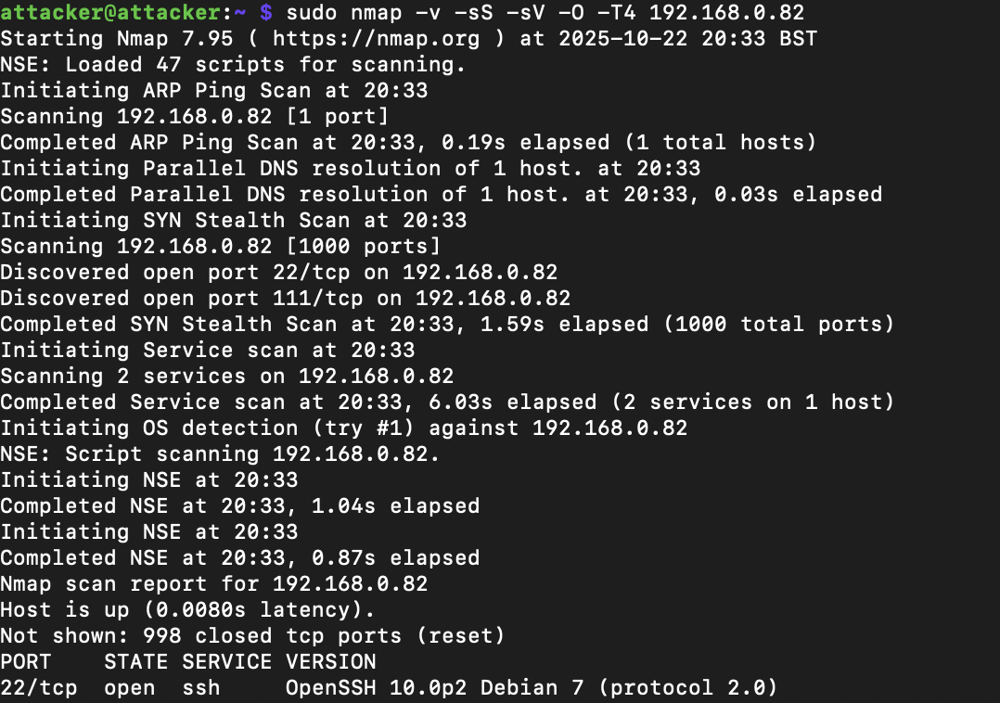 attacker@attacker:~ $ sudo nmap -v -sS -sV -O -T4 192.168.0.82
Starting Nmap 7.95 ( https://nmap.org ) at 2025-10-22 20:33 BST
NSE: Loaded 47 scripts for scanning.
Initiating ARP Ping Scan at 20:33
Scanning 192.168.0.82 [1 port]
Completed ARP Ping Scan at 20:33, 0.19s elapsed (1 total hosts)
Initiating Parallel DNS resolution of 1 host. at 20:33
Completed Parallel DNS resolution of 1 host. at 20:33, 0.03s elapsed
Initiating SYN Stealth Scan at 20:33
Scanning 192.168.0.82 [1000 ports]
Discovered open port 22/tcp on 192.168.0.82
Discovered open port 111/tcp on 192.168.0.82
Completed SYN Stealth Scan at 20:33, 1.59s elapsed (1000 total ports)
Initiating Service scan at 20:33
Scanning 2 services on 192.168.0.82
Completed Service scan at 20:33, 6.03s elapsed (2 services on 1 host)
Initiating OS detection (try #1) against 192.168.0.82
NSE: Script scanning 192.168.0.82.
Initiating NSE at 20:33
Completed NSE at 20:33, 1.04s elapsed
Initiating NSE at 20:33
Completed NSE at 20:33, 0.87s elapsed
Nmap scan report for 192.168.0.82
Host is up (0.0080s latency).
Not shown: 998 closed tcp ports (reset)
PORT    STATE SERVICE VERSION
22/tcp  open  ssh     OpenSSH 10.0p2 Debian 7 (protocol 2.0)